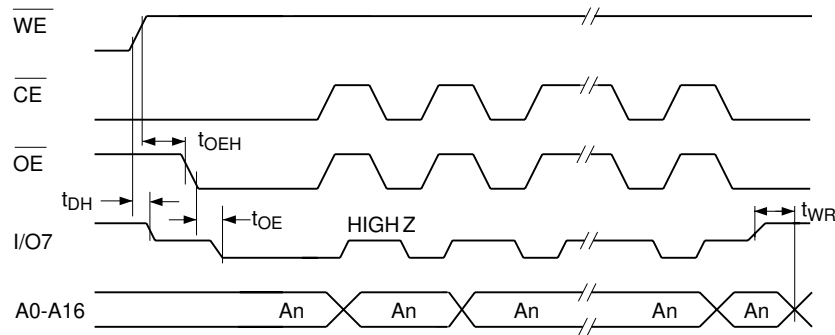 WE
CE
tOEH
OE
tDH
tOE
tWR
I/O7
HIGH Z
A0-A16
An
An
An
An
An